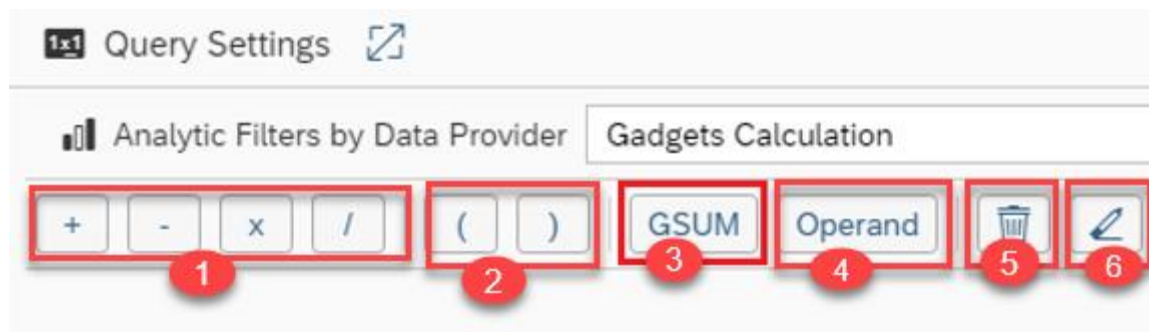 1x1 Query Settings
Analytic Filters by Data Provider Gadgets Calculation
+ - x / ( ) GSUM Operand
1 2 3 4 5 6